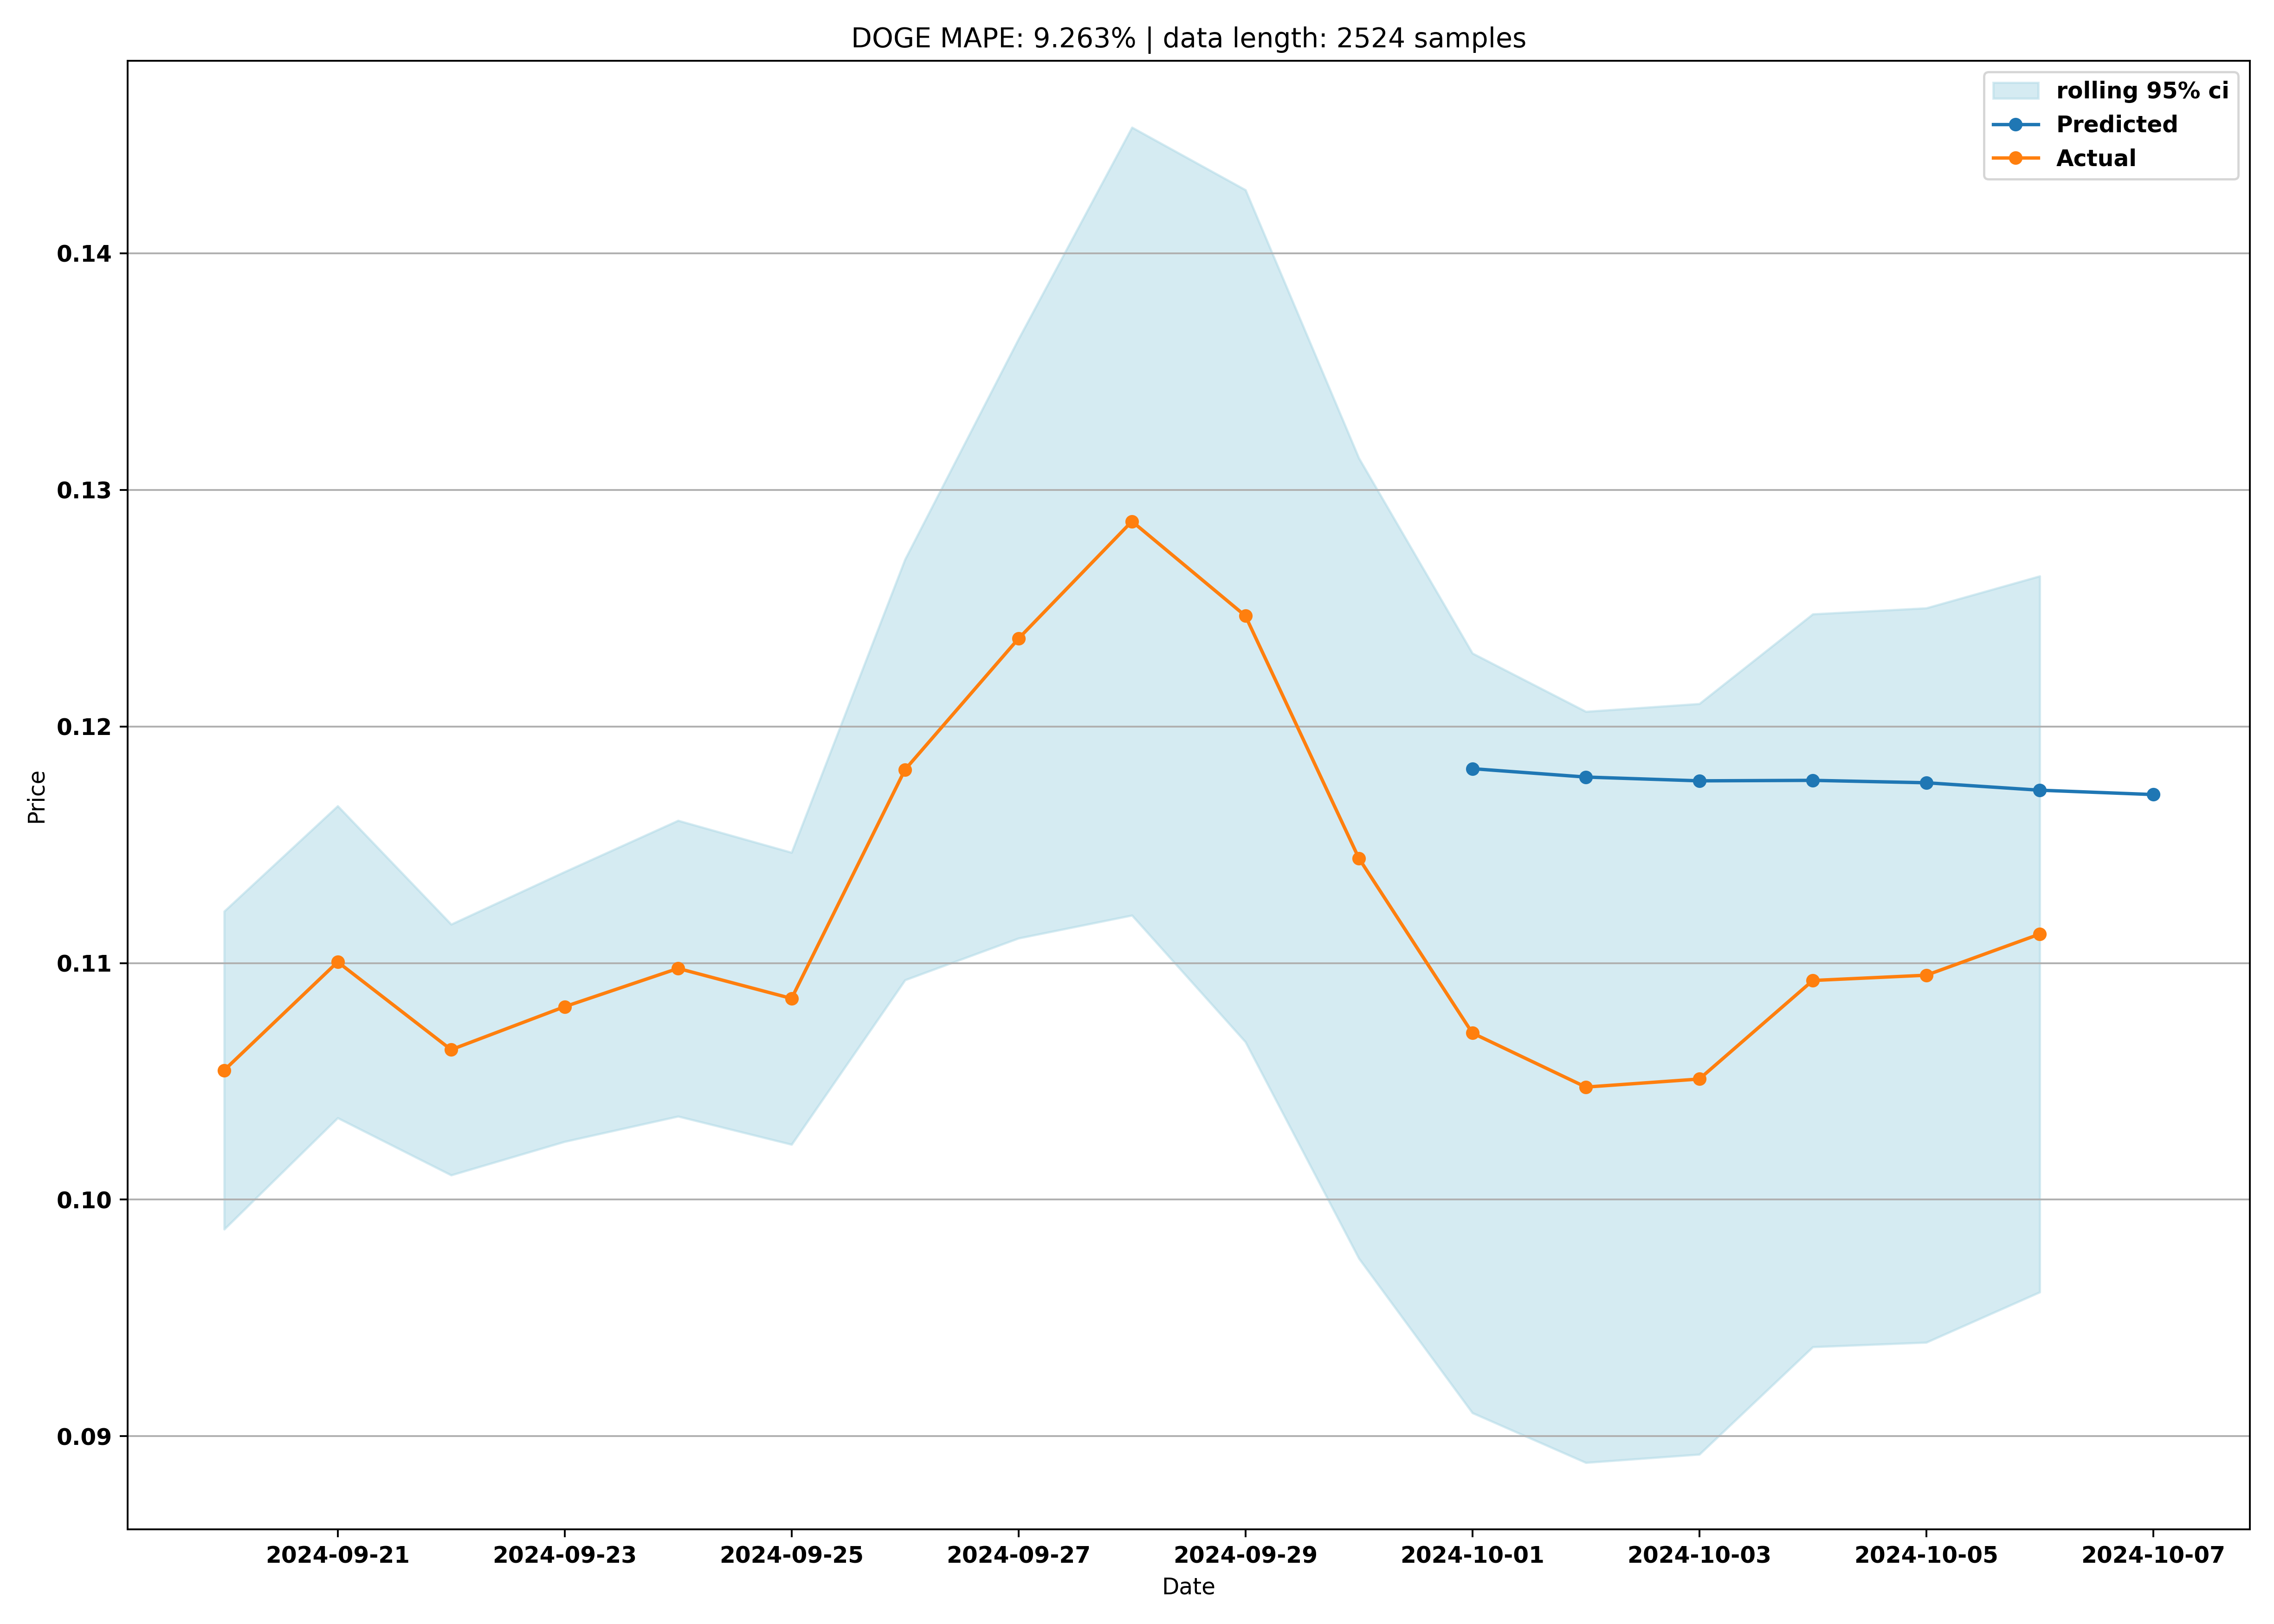 DOGE MAPE: 9.263% | data length: 2524 samples
rolling 95% ci
Predicted
Actual
0.14
0.13
0.12
0.11
0.10
0.09
Price
2024-09-21 2024-09-23 2024-09-25 2024-09-27 2024-09-29 2024-10-01 2024-10-03 2024-10-05 2024-10-07
Date